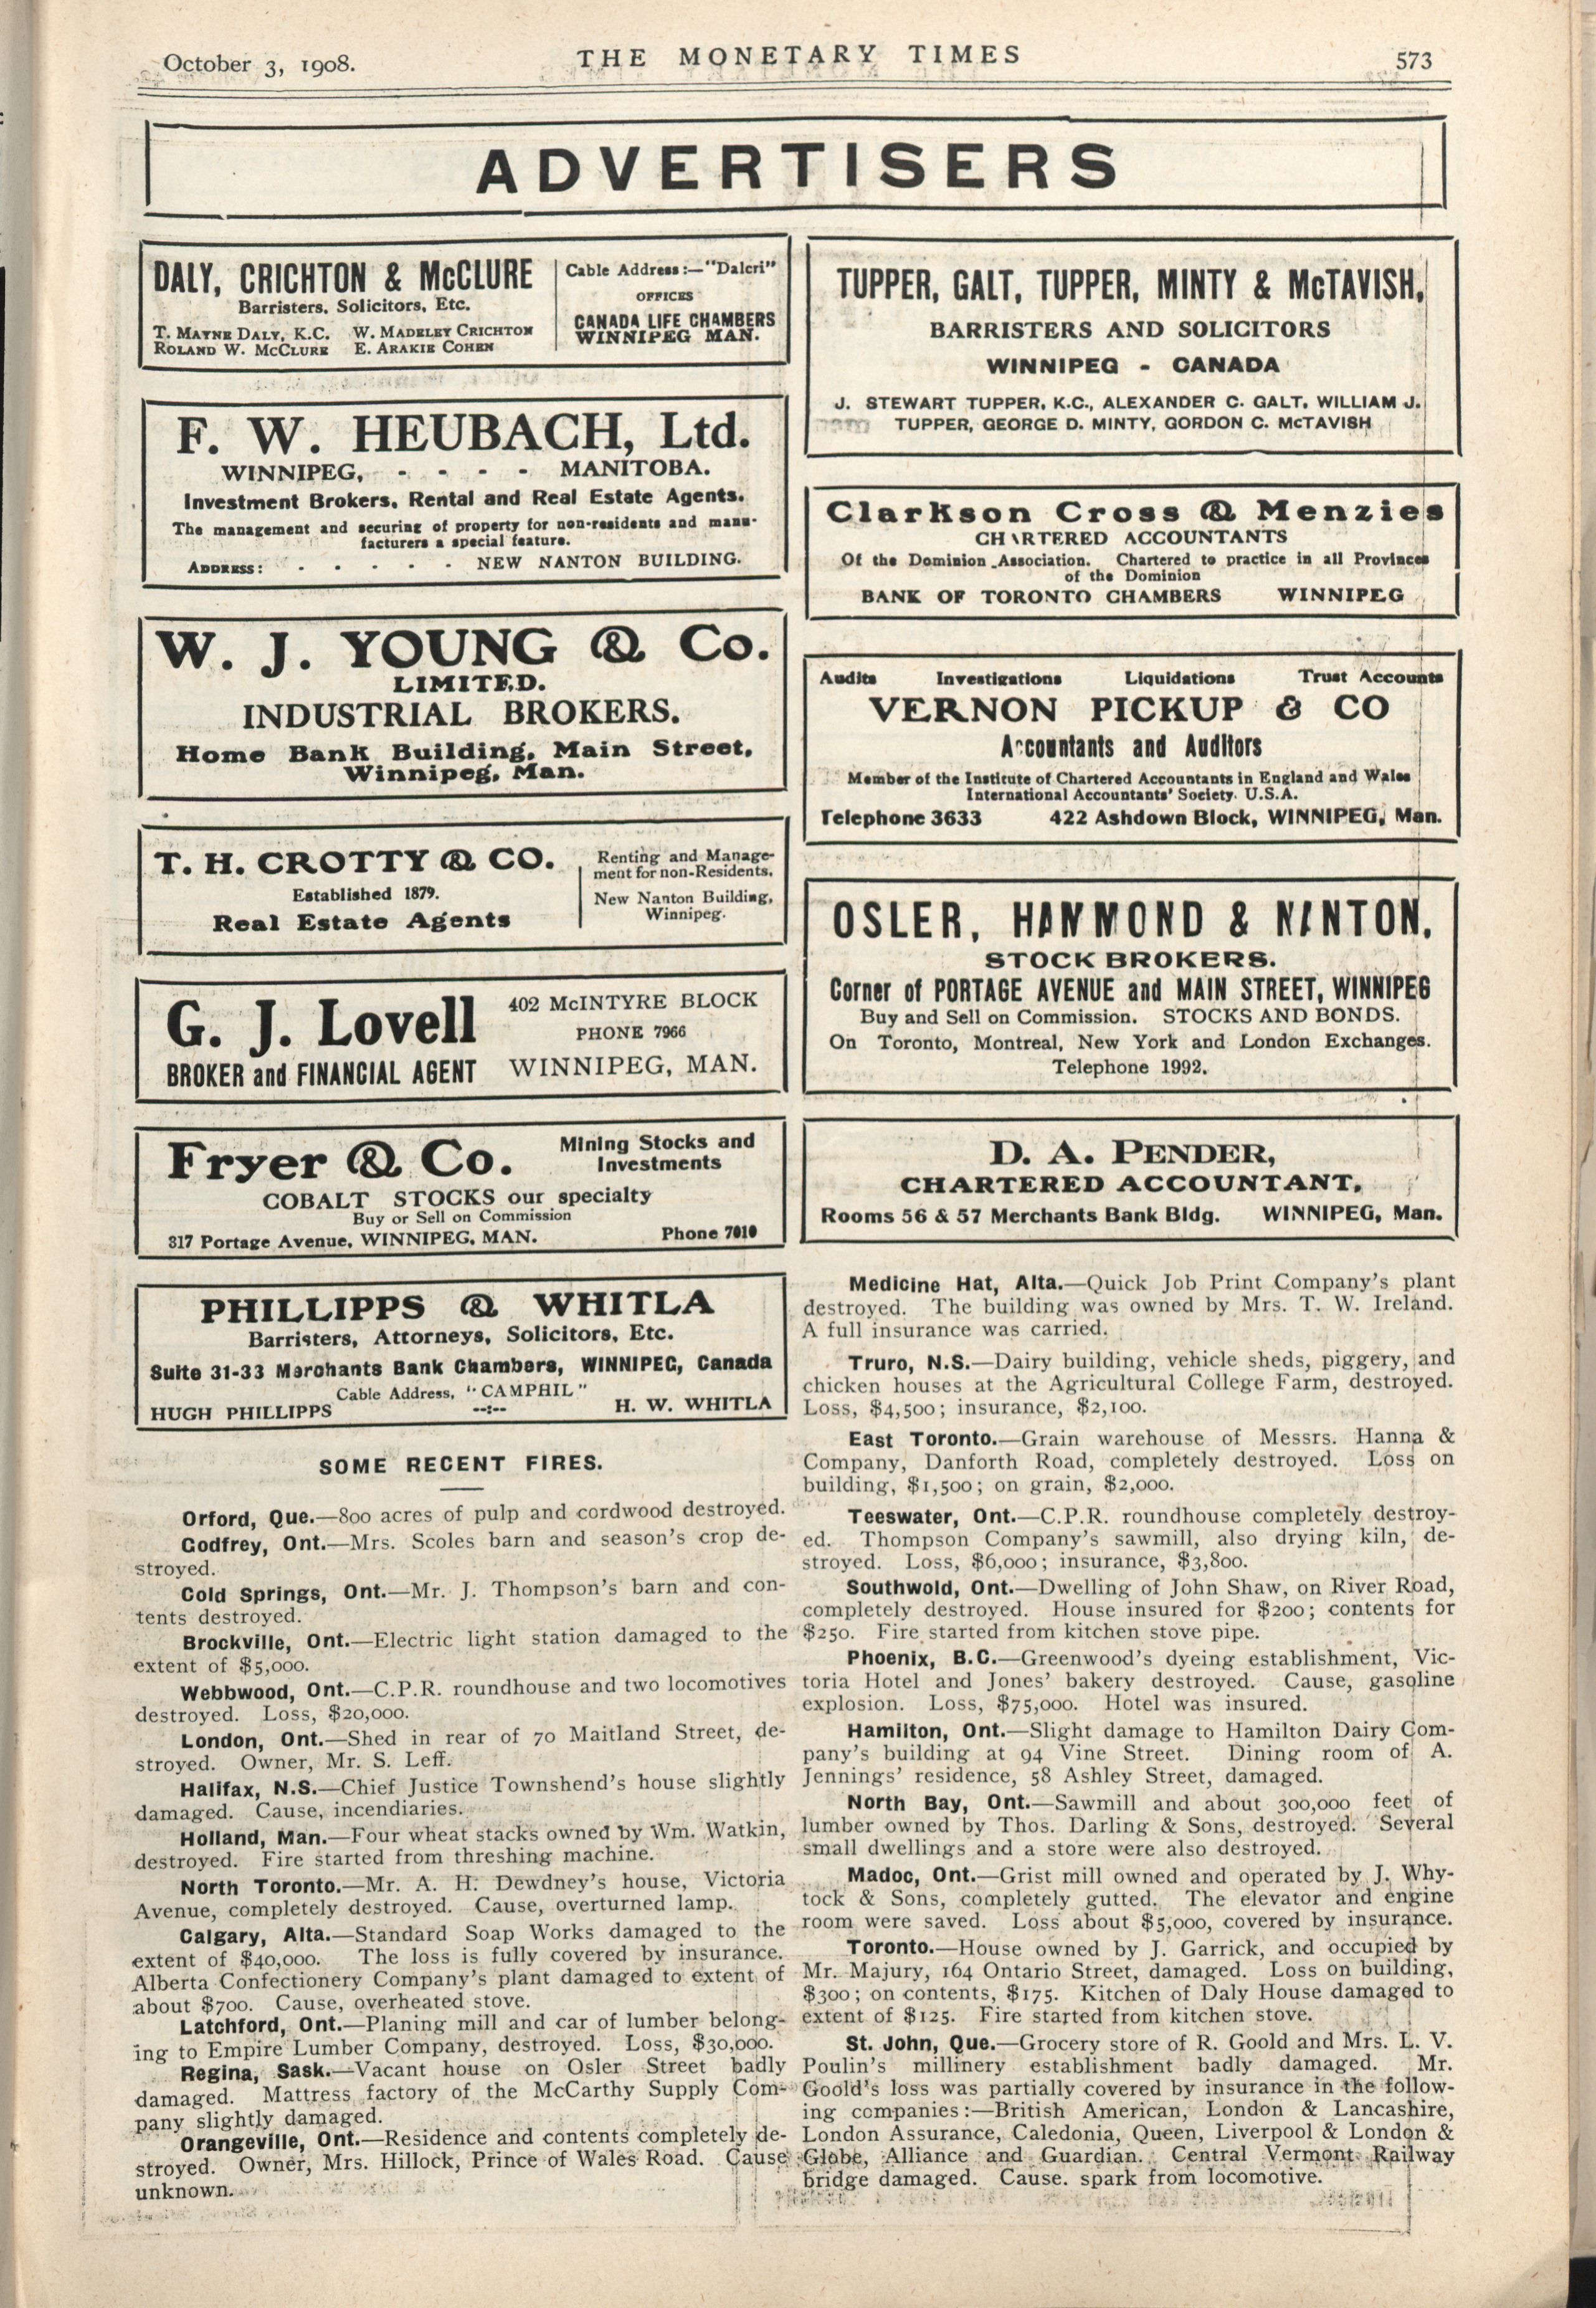 October 3, 1908.
THE MONETARY TIMES
573
ADVERTISERS
DALY, CRICHTON & McCLURE
Barristers, Solicitors, Etc.
T. MAYNE DALY, K.C. W. MADELEY CRICHTON
ROLAND W. McCLURE E. ARAKIE COHEN
Cable Address:—"Dalcri"
OFFICES
CANADA LIFE CHAMBERS
WINNIPEG MAN.
F. W. HEUBACH, Ltd.
WINNIPEG, - - - - MANITOBA.
Investment Brokers, Rental and Real Estate Agents.
The management and securing of property for non-residents and manu-
facturers a special feature.
ADDRESS: - - - - - NEW NANTON BUILDING.
W. J. YOUNG & Co.
LIMITED.
INDUSTRIAL BROKERS.
Home Bank Building, Main Street,
Winnipeg, Man.
T. H. CROTTY & CO.
Established 1879.
Real Estate Agents
Renting and Manage-
ment for non-Residents.
New Nanton Building,
Winnipeg.
G. J. Lovell
BROKER and FINANCIAL AGENT
402 McINTYRE BLOCK
PHONE 7966
WINNIPEG, MAN.
Fryer & Co.
Mining Stocks and
Investments
COBALT STOCKS our specialty
Buy or Sell on Commission
317 Portage Avenue, WINNIPEG, MAN. Phone 7010
PHILLIPPS & WHITLA
Barristers, Attorneys, Solicitors, Etc.
Suite 31-33 Merchants Bank Chambers, WINNIPEG, Canada
Cable Address, "CAMPHIL"
HUGH PHILLIPPS --:-- H. W. WHITLA
SOME RECENT FIRES.
Orford, Que.—800 acres of pulp and cordwood destroyed.
Godfrey, Ont.—Mrs. Scoles barn and season's crop de-
stroyed.
Cold Springs, Ont.—Mr. J. Thompson's barn and con-
tents destroyed.
Brockville, Ont.—Electric light station damaged to the
extent of $5,000.
Webbwood, Ont.—C.P.R. roundhouse and two locomotives
destroyed. Loss, $20,000.
London, Ont.—Shed in rear of 70 Maitland Street, de-
stroyed. Owner, Mr. S. Leff.
Halifax, N.S.—Chief Justice Townshend's house slightly
damaged. Cause, incendiaries.
Holland, Man.—Four wheat stacks owned by Wm. Watkin,
destroyed. Fire started from threshing machine.
North Toronto.—Mr. A. H. Dewdney's house, Victoria
Avenue, completely destroyed. Cause, overturned lamp.
Calgary, Alta.—Standard Soap Works damaged to the
extent of $40,000. The loss is fully covered by insurance.
Alberta Confectionery Company's plant damaged to extent of
about $700. Cause, overheated stove.
Latchford, Ont.—Planing mill and car of lumber belong-
ing to Empire Lumber Company, destroyed. Loss, $30,000.
Regina, Sask.—Vacant house on Osler Street badly
damaged. Mattress factory of the McCarthy Supply Com-
pany slightly damaged.
Orangeville, Ont.—Residence and contents completely de-
stroyed. Owner, Mrs. Hillock, Prince of Wales Road. Cause
unknown.
TUPPER, GALT, TUPPER, MINTY & McTAVISH,
BARRISTERS AND SOLICITORS
WINNIPEG - CANADA
J. STEWART TUPPER, K.C., ALEXANDER C. GALT, WILLIAM J.
TUPPER, GEORGE D. MINTY, GORDON C. McTAVISH
Clarkson Cross & Menzies
CHARTERED ACCOUNTANTS
Of the Dominion Association. Chartered to practice in all Provinces
of the Dominion
BANK OF TORONTO CHAMBERS WINNIPEG
Audits Investigations Liquidations Trust Accounts
VERNON PICKUP & CO
Accountants and Auditors
Member of the Institute of Chartered Accountants in England and Wales
International Accountants' Society. U.S.A.
Telephone 3633 422 Ashdown Block, WINNIPEG, Man.
OSLER, HAMMOND & NANTON,
STOCK BROKERS.
Corner of PORTAGE AVENUE and MAIN STREET, WINNIPEG
Buy and Sell on Commission. STOCKS AND BONDS.
On Toronto, Montreal, New York and London Exchanges.
Telephone 1992.
D. A. PENDER,
CHARTERED ACCOUNTANT,
Rooms 56 & 57 Merchants Bank Bldg. WINNIPEG, Man.
Medicine Hat, Alta.—Quick Job Print Company's plant
destroyed. The building was owned by Mrs. T. W. Ireland.
A full insurance was carried.
Truro, N.S.—Dairy building, vehicle sheds, piggery, and
chicken houses at the Agricultural College Farm, destroyed.
Loss, $4,500; insurance, $2,100.
East Toronto.—Grain warehouse of Messrs. Hanna &
Company, Danforth Road, completely destroyed. Loss on
building, $1,500; on grain, $2,000.
Teeswater, Ont.—C.P.R. roundhouse completely destroy-
ed. Thompson Company's sawmill, also drying kiln, de-
stroyed. Loss, $6,000; insurance, $3,800.
Southwold, Ont.—Dwelling of John Shaw, on River Road,
completely destroyed. House insured for $200; contents for
$250. Fire started from kitchen stove pipe.
Phoenix, B.C.—Greenwood's dyeing establishment, Vic-
toria Hotel and Jones' bakery destroyed. Cause, gasoline
explosion. Loss, $75,000. Hotel was insured.
Hamilton, Ont.—Slight damage to Hamilton Dairy Com-
pany's building at 94 Vine Street. Dining room of A.
Jennings' residence, 58 Ashley Street, damaged.
North Bay, Ont.—Sawmill and about 300,000 feet of
lumber owned by Thos. Darling & Sons, destroyed. Several
small dwellings and a store were also destroyed.
Madoc, Ont.—Grist mill owned and operated by J. Why-
tock & Sons, completely gutted. The elevator and engine
room were saved. Loss about $5,000, covered by insurance.
Toronto.—House owned by J. Garrick, and occupied by
Mr. Majury, 164 Ontario Street, damaged. Loss on building,
$300; on contents, $175. Kitchen of Daly House damaged to
extent of $125. Fire started from kitchen stove.
St. John, Que.—Grocery store of R. Goold and Mrs. L. V.
Poulin's millinery establishment badly damaged. Mr.
Goold's loss was partially covered by insurance in the follow-
ing companies:—British American, London & Lancashire,
London Assurance, Caledonia, Queen, Liverpool & London &
Globe, Alliance and Guardian. Central Vermont Railway
bridge damaged. Cause. spark from locomotive.